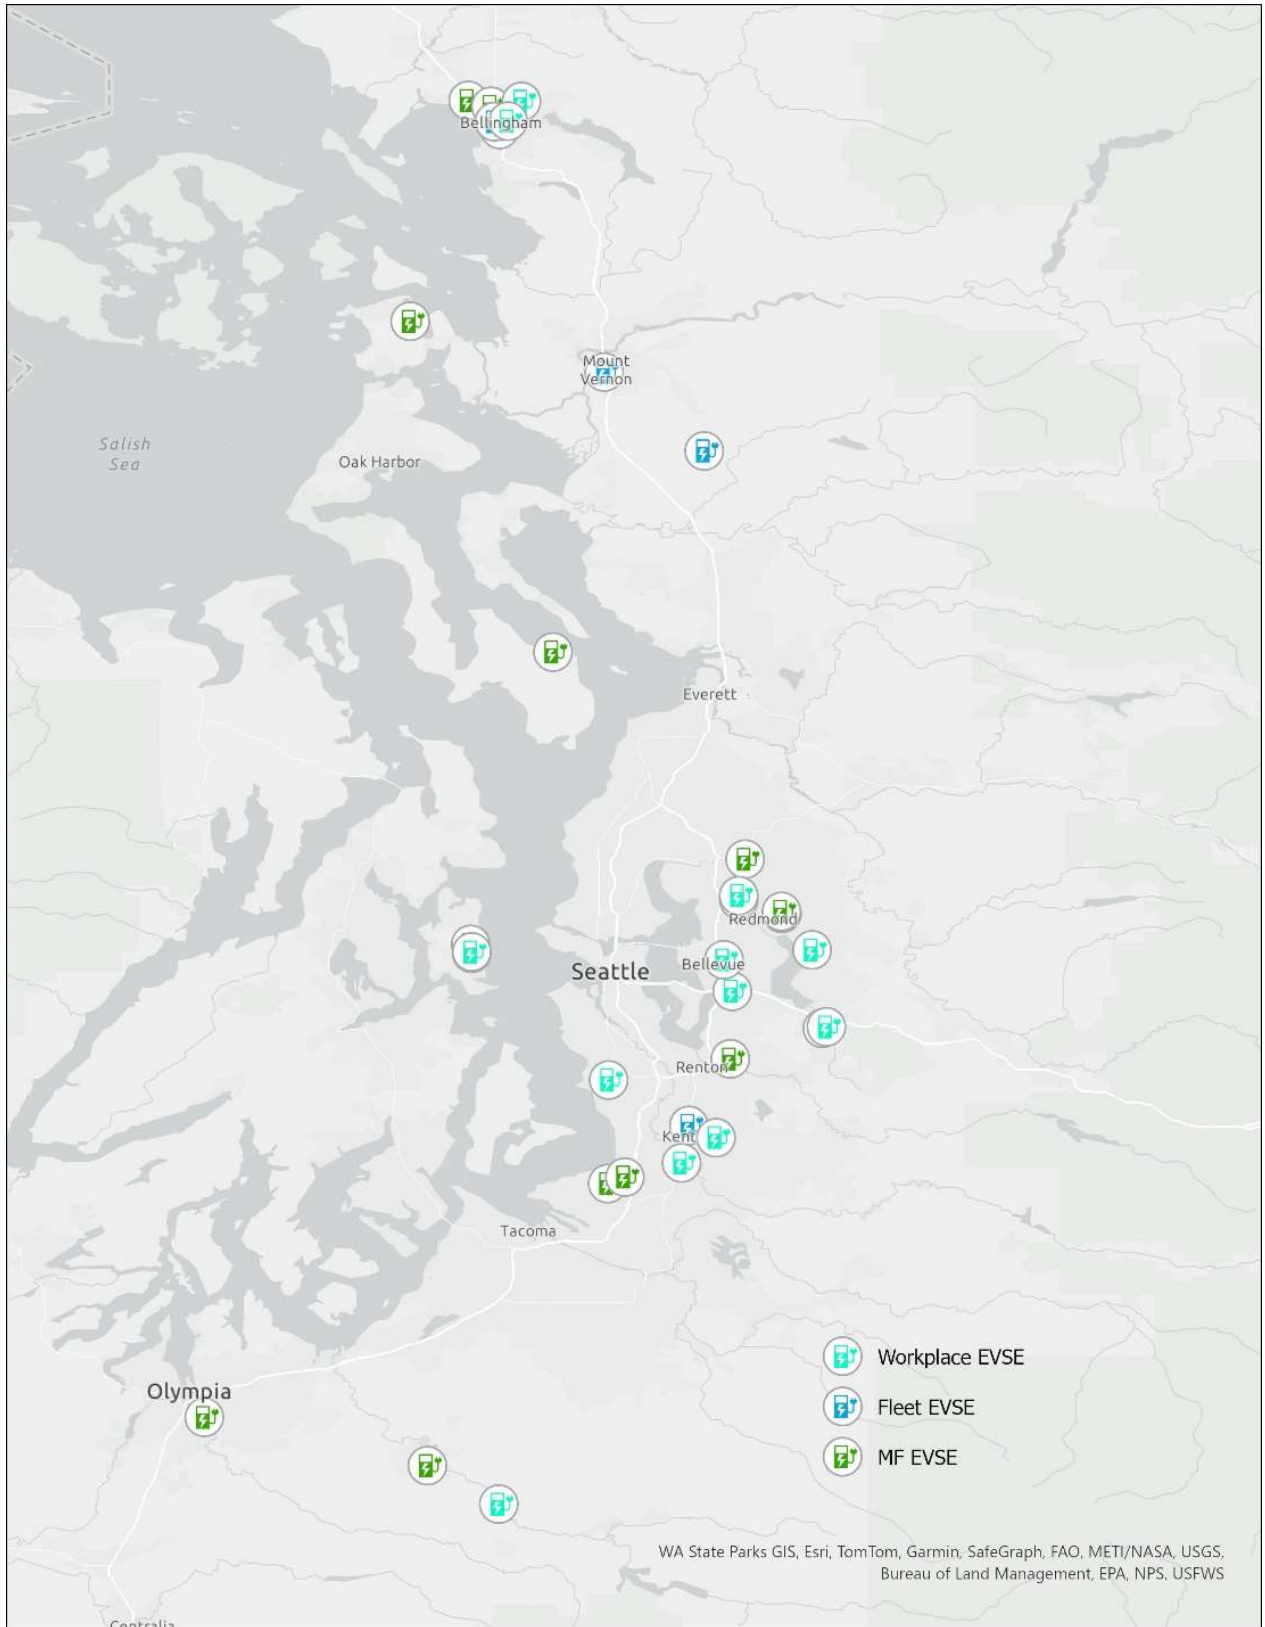 Bellingham
Mount
Vernon
Salish
Sea
Oak Harbor
Everett
Redmond
Seattle
Bellevue
Renton
Kent
Tacoma
Workplace EVSE
Olympia
Fleet EVSE
MF EVSE
WA State Parks GIS, Esri, TomTom, Garmin, SafeGraph, FAO, METI/NASA, USGS,
Bureau of Land Management, EPA, NPS, USFWS
Centralia